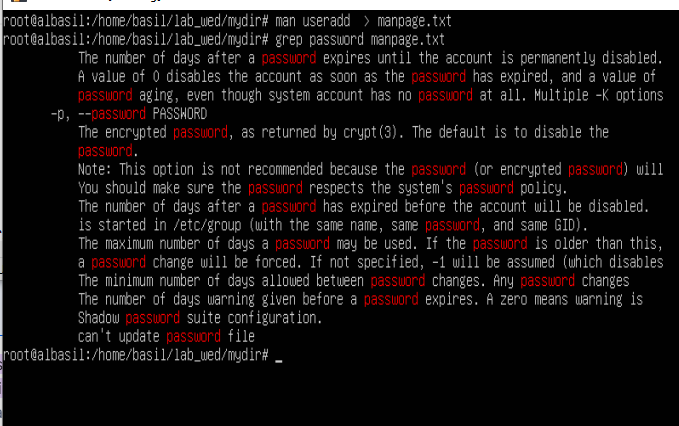 root@albasil:/home/basil/lab_wed/mydir# man useradd > manpage.txt
root@albasil:/home/basil/lab_wed/mydir# grep password manpage.txt
The number of days after a password expires until the account is permanently disabled.
A value of 0 disables the account as soon as the password has expired, and a value of
password aging, even though system account has no password at all. Multiple -K options
-p, --password PASSWORD
The encrypted password, as returned by crypt(3). The default is to disable the
password.
Note: This option is not recommended because the password (or encrypted password) will
You should make sure the password respects the system's password policy.
The number of days after a password has expired before the account will be disabled.
is started in /etc/group (with the same name, same password, and same GID).
The maximum number of days a password may be used. If the password is older than this,
a password change will be forced. If not specified, -1 will be assumed (which disables
The minimum number of days allowed between password changes. Any password changes
The number of days warning given before a password expires. A zero means warning is
Shadow password suite configuration.
can't update password file
root@albasil:/home/basil/lab_wed/mydir# _